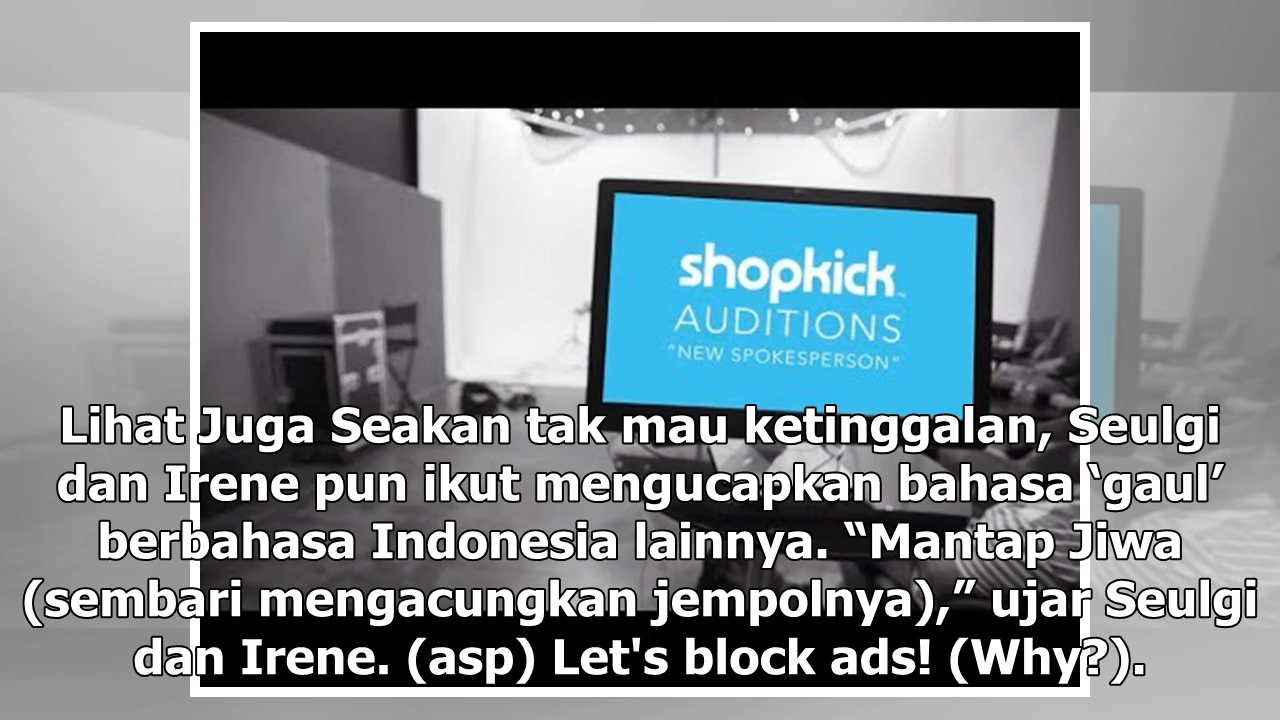 shopkick™
AUDITIONS
"NEW SPOKESPERSON"
Lihat Juga Seakan tak mau ketinggalan, Seulgi
dan Irene pun ikut mengucapkan bahasa ‘gaul’
berbahasa Indonesia lainnya. “Mantap Jiwa
(sembari mengacungkan jempolnya),” ujar Seulgi
dan Irene. (asp) Let's block ads! (Why?).